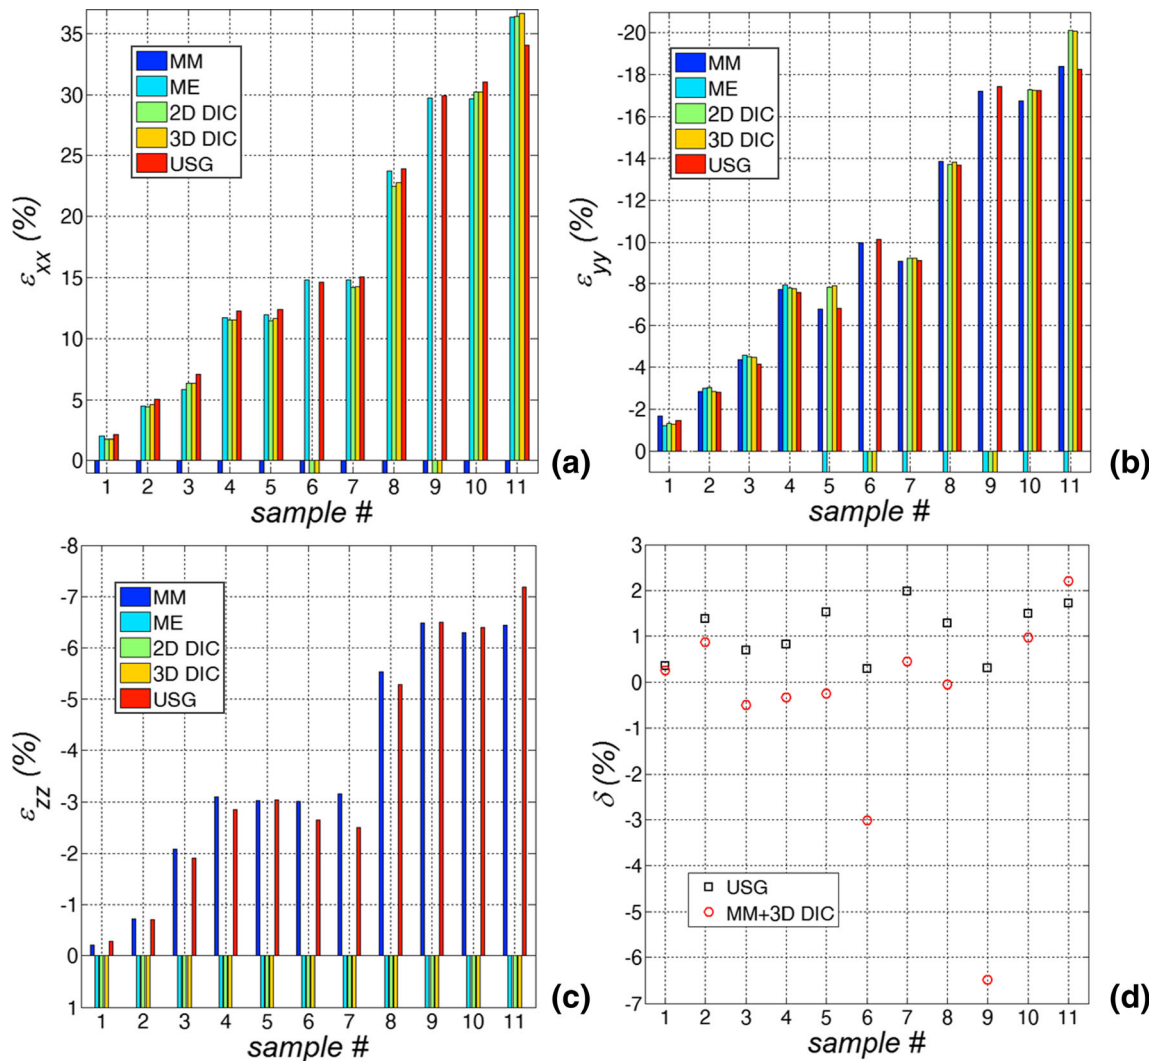 35
30
25
20
15
10
5
0
εxx (%)
MM
ME
2D DIC
3D DIC
USG
1 2 3 4 5 6 7 8 9 10 11
sample #
(a)
-20
-18
-16
-14
-12
-10
-8
-6
-4
-2
0
εyy (%)
MM
ME
2D DIC
3D DIC
USG
1 2 3 4 5 6 7 8 9 10 11
sample #
(b)
-8
-7
-6
-5
-4
-3
-2
-1
0
1
εzz (%)
MM
ME
2D DIC
3D DIC
USG
1 2 3 4 5 6 7 8 9 10 11
sample #
(c)
3
2
1
0
-1
-2
-3
-4
-5
-6
-7
δ (%)
USG
MM+3D DIC
1 2 3 4 5 6 7 8 9 10 11
sample #
(d)